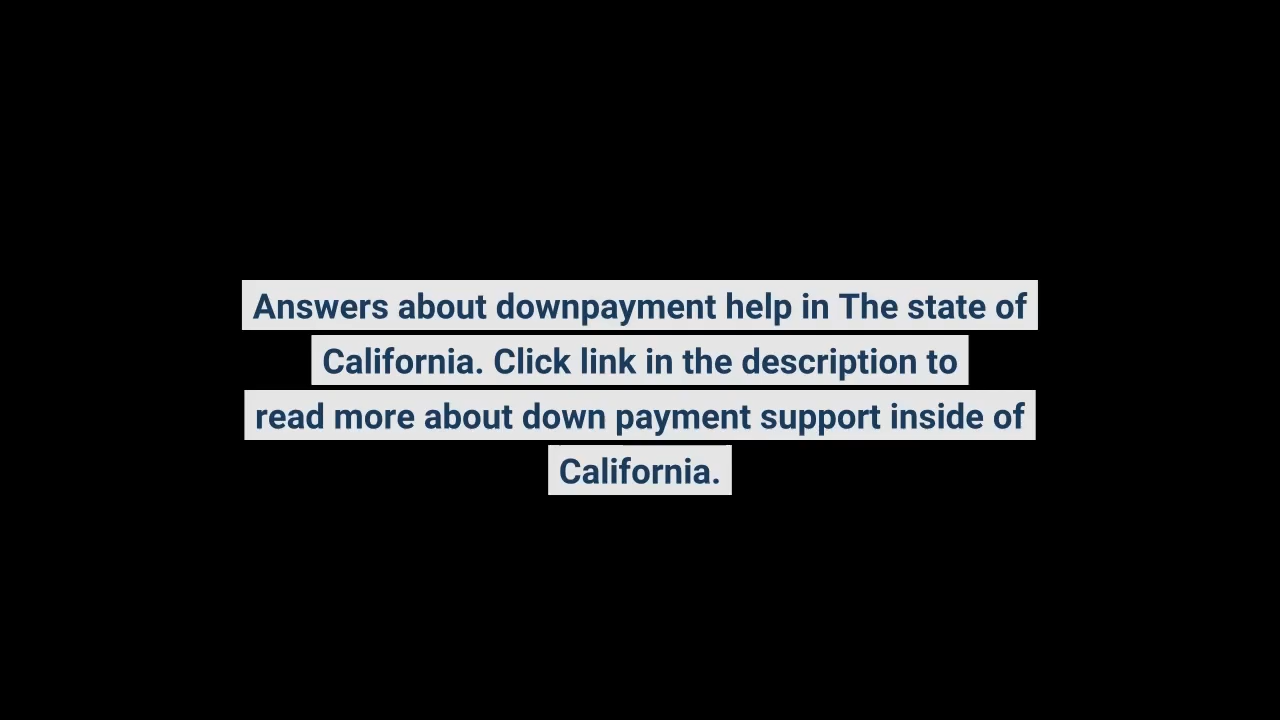 Answers about downpayment help in The state of
California. Click link in the description to
read more about down payment support inside of
California.